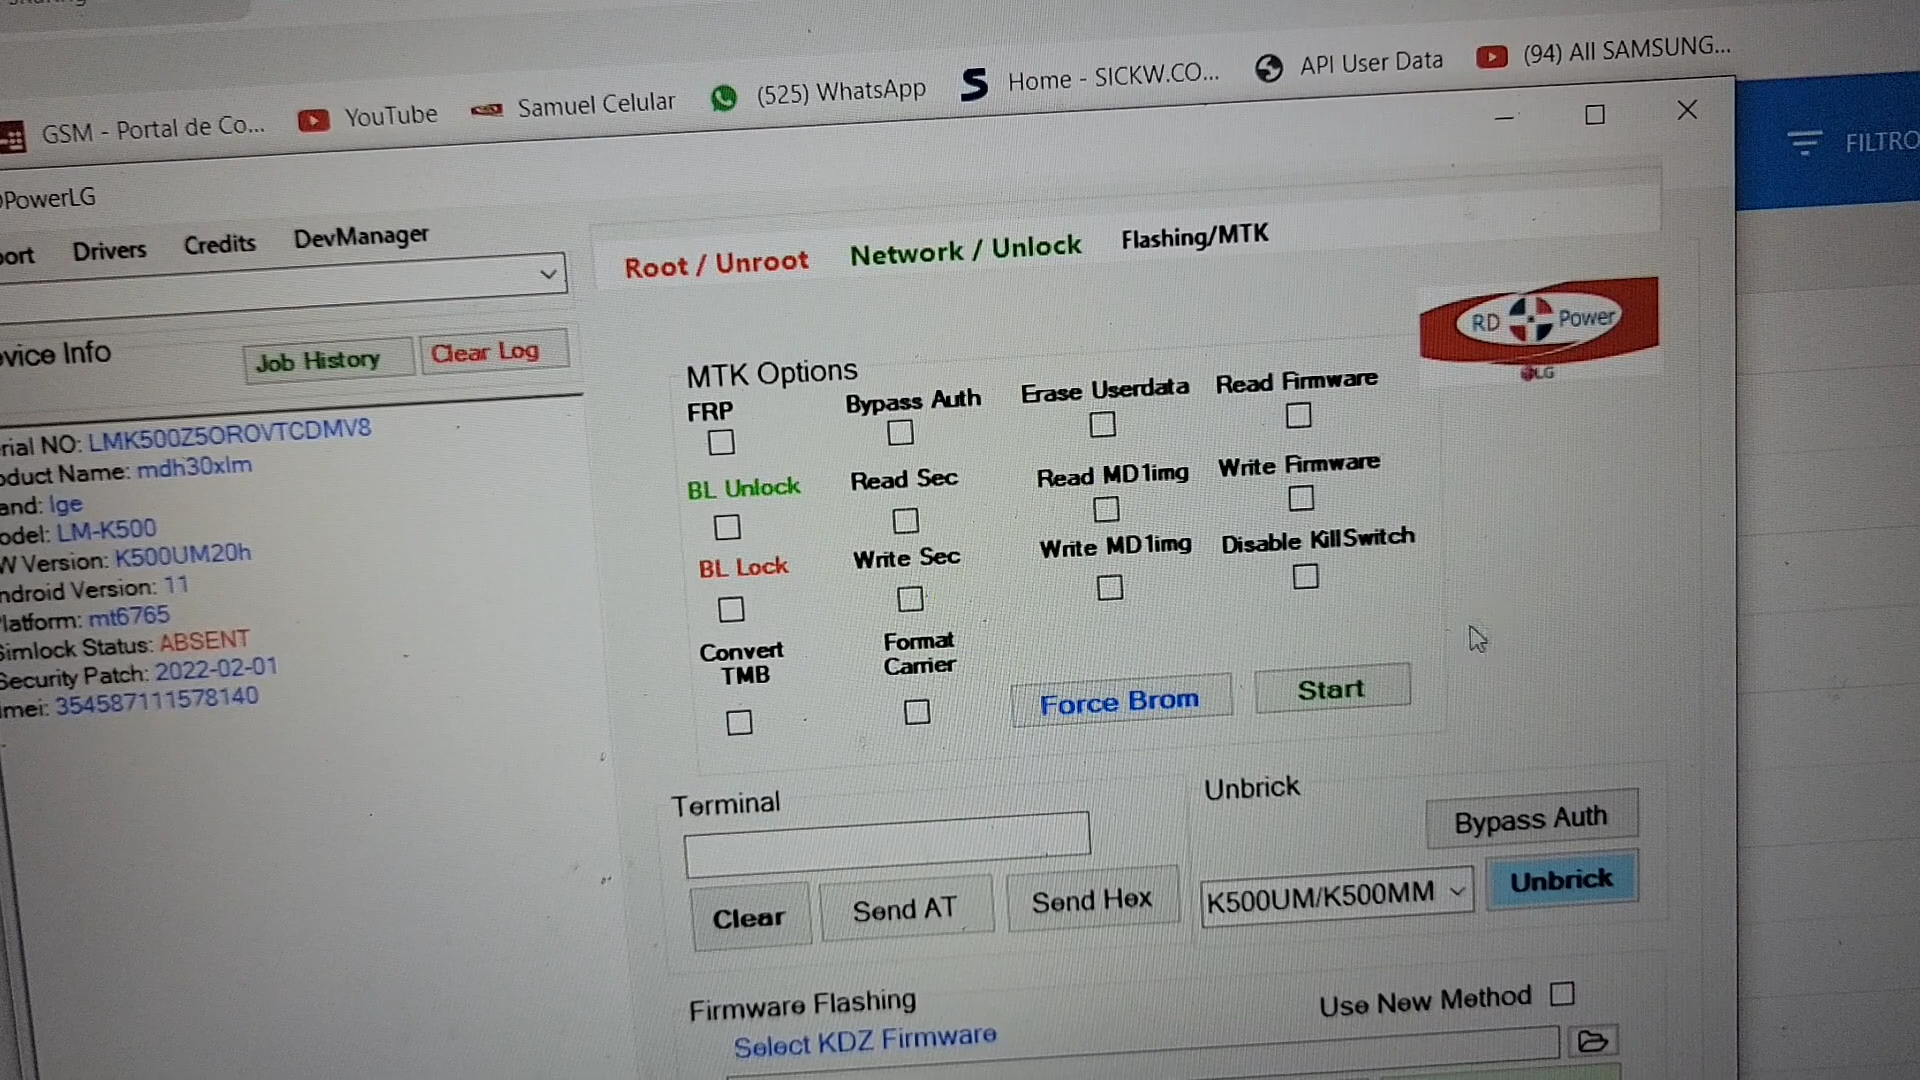 GSM - Portal de Co...
YouTube
Samuel Celular
(525) WhatsApp
Home - SICKW.CO...
API User Data
(94) All SAMSUNG...
FILTRO
PowerLG
Drivers
Credits
DevManager
Root / Unroot
Network / Unlock
Flashing/MTK
RD Power
LG
vice Info
Job History
Clear Log
rial NO: LMK500Z5OROVTCDMV8
oduct Name: mdh30xlm
and: lge
odel: LM-K500
W Version: K500UM20h
ndroid Version: 11
latform: mt6765
Simlock Status: ABSENT
Security Patch: 2022-02-01
mei: 354587111578140
MTK Options
FRP
Bypass Auth
Erase Userdata
Read Firmware
BL Unlock
Read Sec
Read MD1img
Write Firmware
BL Lock
Write Sec
Write MD1img
Disable KillSwitch
Convert
TMB
Format
Carrier
Force Brom
Start
Terminal
Clear
Send AT
Send Hex
Unbrick
Bypass Auth
K500UM/K500MM
Unbrick
Firmware Flashing
Use New Method
Select KDZ Firmware